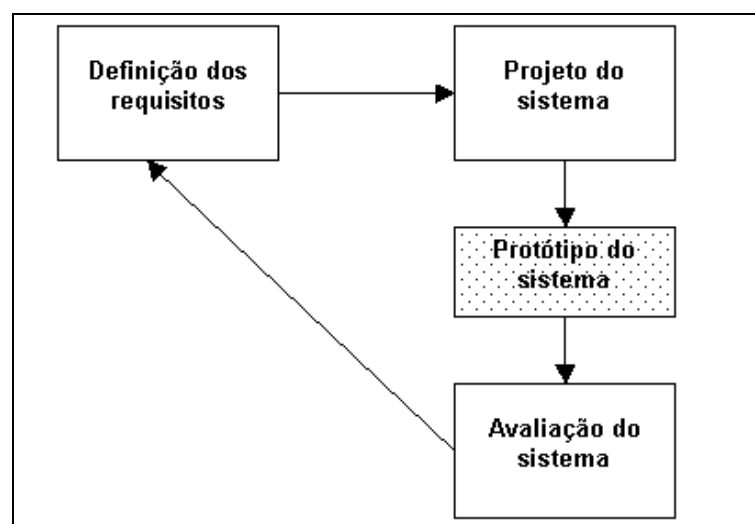 Definição dos
requisitos
Projeto do
sistema
Protótipo do
sistema
Avaliação do
sistema